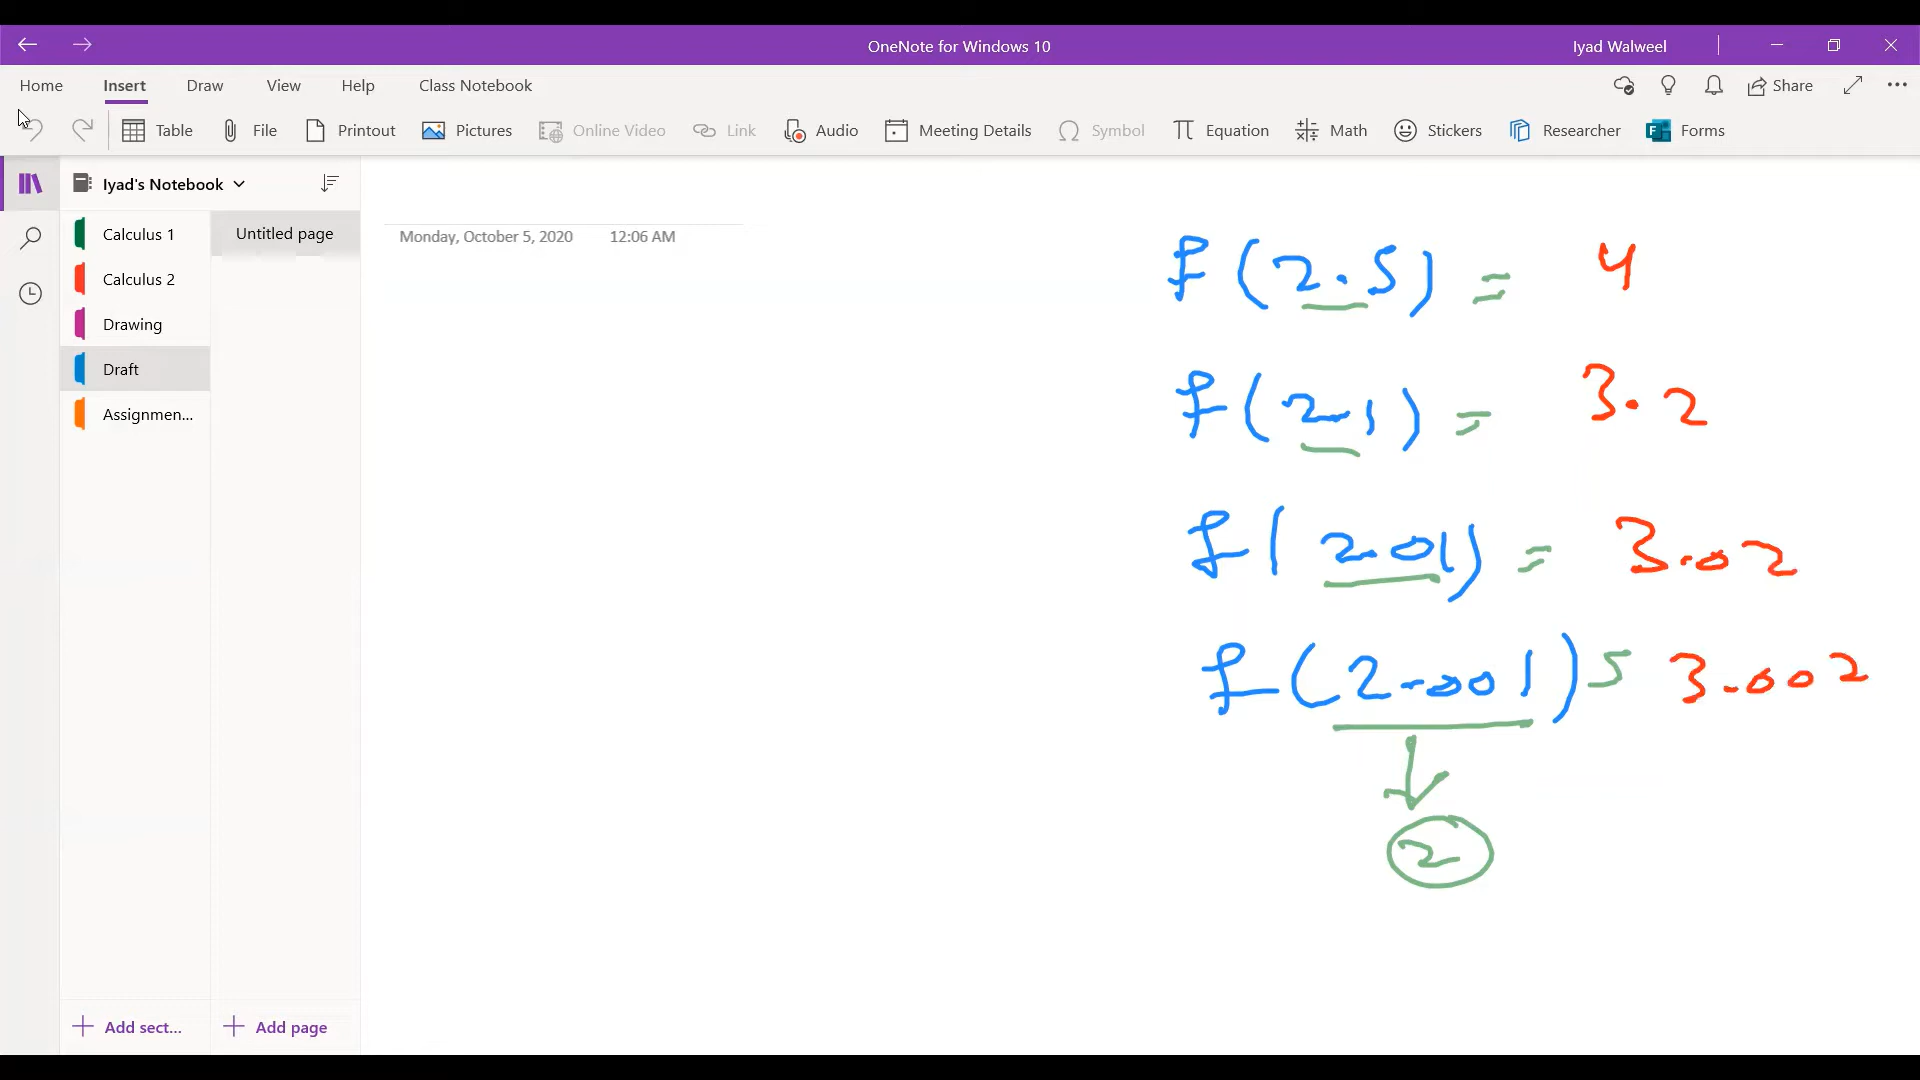 OneNote for Windows 10
Iyad Walweel
Home Insert Draw View Help Class Notebook
Share
Table File Printout Pictures Online Video Link Audio Meeting Details Symbol Equation Math Stickers Researcher Forms
Iyad's Notebook
Calculus 1
Calculus 2
Drawing
Draft
Assignmen...
Untitled page
Monday, October 5, 2020 12:06 AM
f(2.5) = 4
f(2.1) = 3.2
f(2.01) = 3.02
f(2.001) = 3.002
2
Add sect...
Add page